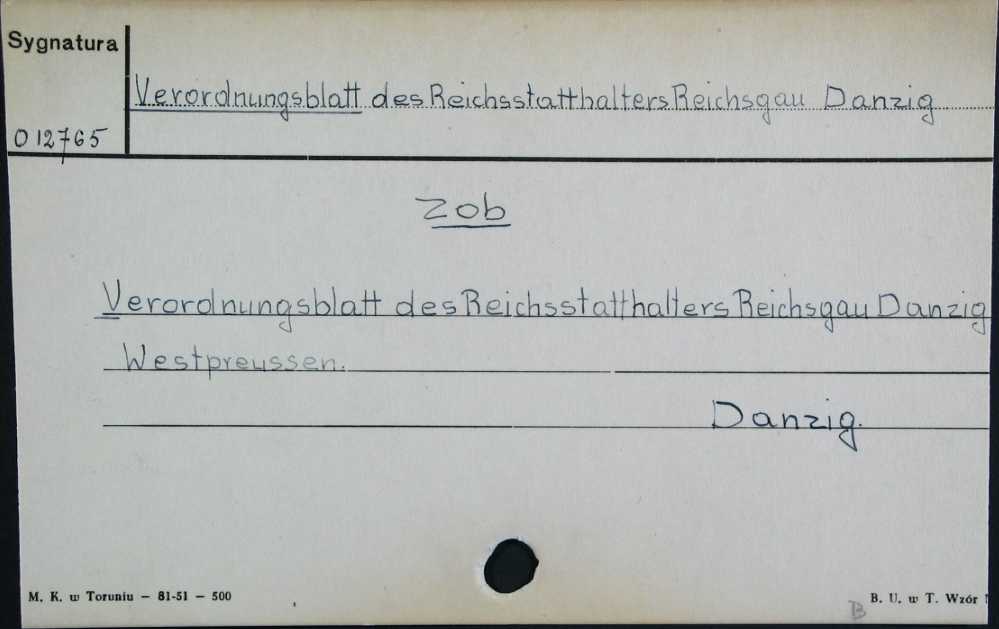 Sygnatura
Verordnungsblatt des Reichsstatthalters Reichsgau Danzig
012765
Zob
Verordnungsblatt des Reichsstatthalters Reichsgau Danzig
Westpreussen.
Danzig.
M. K. w Toruniu — 81-51 — 500
B. U. w T. Wzór
B